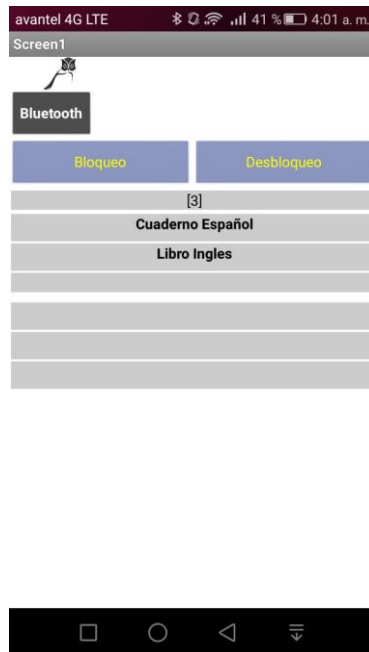 avantel 4G LTE 41 % 4:01 a. m.
Screen1
Bluetooth
Bloqueo Desbloqueo
[3]
Cuaderno Español
Libro Ingles